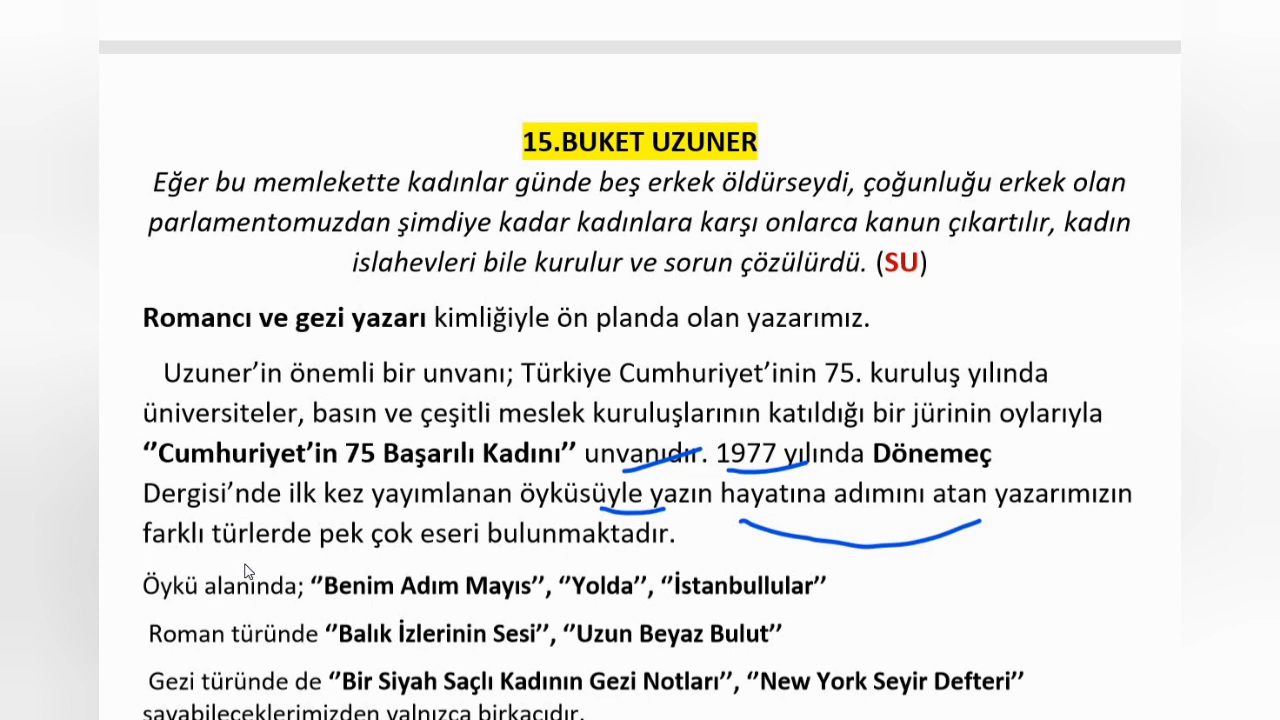 15.BUKET UZUNER
Eğer bu memlekette kadınlar günde beş erkek öldürseydi, çoğunluğu erkek olan
parlamentomuzdan şimdiye kadar kadınlara karşı onlarca kanun çıkartılır, kadın
islahevleri bile kurulur ve sorun çözülürdü. (SU)
Romancı ve gezi yazarı kimliğiyle ön planda olan yazarımız.
Uzuner’in önemli bir unvanı; Türkiye Cumhuriyet’inin 75. kuruluş yılında
üniversiteler, basın ve çeşitli meslek kuruluşlarının katıldığı bir jürinin oylarıyla
‘’Cumhuriyet’in 75 Başarılı Kadını’’ unvanıdır. 1977 yılında Dönemeç
Dergisi’nde ilk kez yayımlanan öyküsüyle yazın hayatına adımını atan yazarımızın
farklı türlerde pek çok eseri bulunmaktadır.
Öykü alanında; ‘’Benim Adım Mayıs’’, ‘’Yolda’’, ‘’İstanbullular’’
Roman türünde ‘’Balık İzlerinin Sesi’’, ‘’Uzun Beyaz Bulut’’
Gezi türünde de ‘’Bir Siyah Saçlı Kadının Gezi Notları’’, ‘’New York Seyir Defteri’’
sayabileceklerimizden yalnızca birkaçıdır.